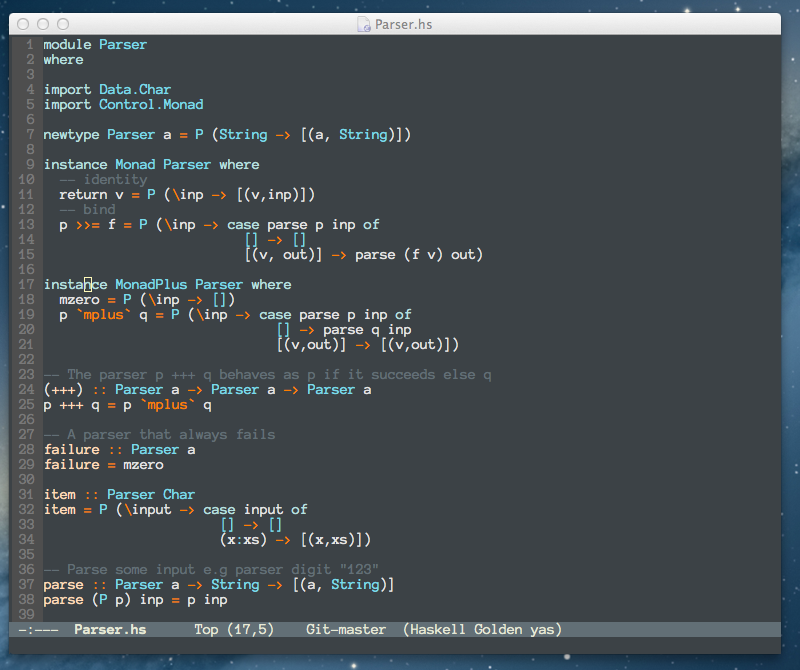 Parser.hs
1 module Parser
2 where
3
4 import Data.Char
5 import Control.Monad
6
7 newtype Parser a = P (String -> [(a, String)])
8
9 instance Monad Parser where
10   -- identity
11   return v = P (\inp -> [(v,inp)])
12   -- bind
13   p >>= f = P (\inp -> case parse p inp of
14                          [] -> []
15                          [(v, out)] -> parse (f v) out)
16
17 instance MonadPlus Parser where
18   mzero = P (\inp -> [])
19   p `mplus` q = P (\inp -> case parse p inp of
20                              [] -> parse q inp
21                              [(v,out)] -> [(v,out)])
22
23 -- The parser p +++ q behaves as p if it succeeds else q
24 (+++) :: Parser a -> Parser a -> Parser a
25 p +++ q = p `mplus` q
26
27 -- A parser that always fails
28 failure :: Parser a
29 failure = mzero
30
31 item :: Parser Char
32 item = P (\input -> case input of
33                       [] -> []
34                       (x:xs) -> [(x,xs)])
35
36 -- Parse some input e.g parser digit "123"
37 parse :: Parser a -> String -> [(a, String)]
38 parse (P p) inp = p inp
39
-:---  Parser.hs      Top (17,5)    Git-master  (Haskell Golden yas)